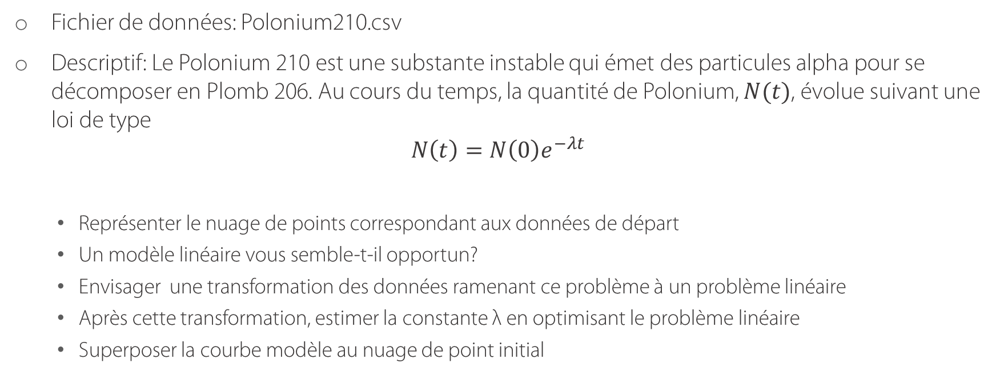 ○ Fichier de données: Polonium210.csv
○ Descriptif: Le Polonium 210 est une substante instable qui émet des particules alpha pour se
décomposer en Plomb 206. Au cours du temps, la quantité de Polonium, N(t), évolue suivant une
loi de type
N(t) = N(0)e^{−λt}
• Représenter le nuage de points correspondant aux données de départ
• Un modèle linéaire vous semble-t-il opportun?
• Envisager  une transformation des données ramenant ce problème à un problème linéaire
• Après cette transformation, estimer la constante λ en optimisant le problème linéaire
• Superposer la courbe modèle au nuage de point initial